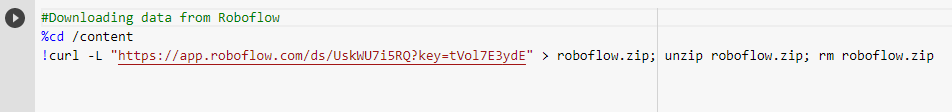 #Downloading data from Roboflow
%cd /content
!curl -L "https://app.roboflow.com/ds/UskWU7i5RQ?key=tVol7E3ydE" > roboflow.zip; unzip roboflow.zip; rm roboflow.zip